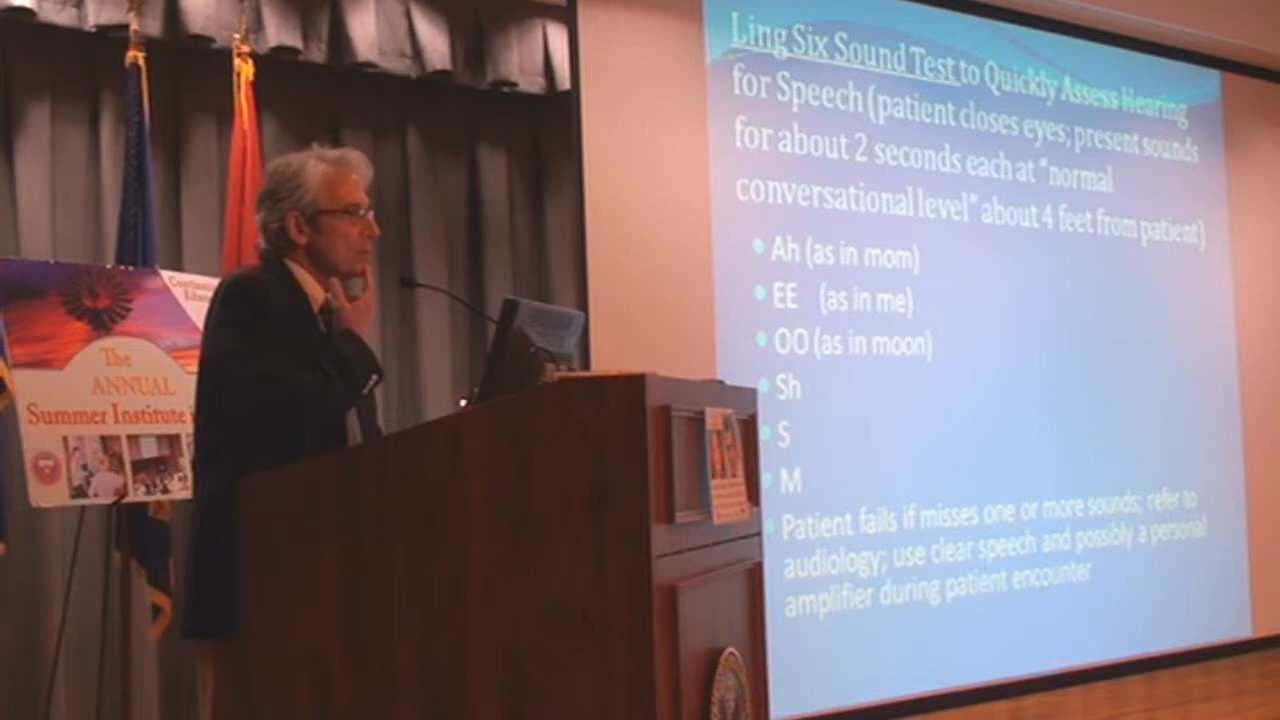 Ling Six Sound Test to Quickly Assess Hearing
for Speech (patient closes eyes; present sounds
for about 2 seconds each at "normal
conversational level" about 4 feet from patient)
• Ah (as in mom)
• EE (as in me)
• OO (as in moon)
• Sh
• S
• M
• Patient fails if misses one or more sounds; refer to
audiology; use clear speech and possibly a personal
amplifier during patient encounter
The
ANNUAL
Summer Institute